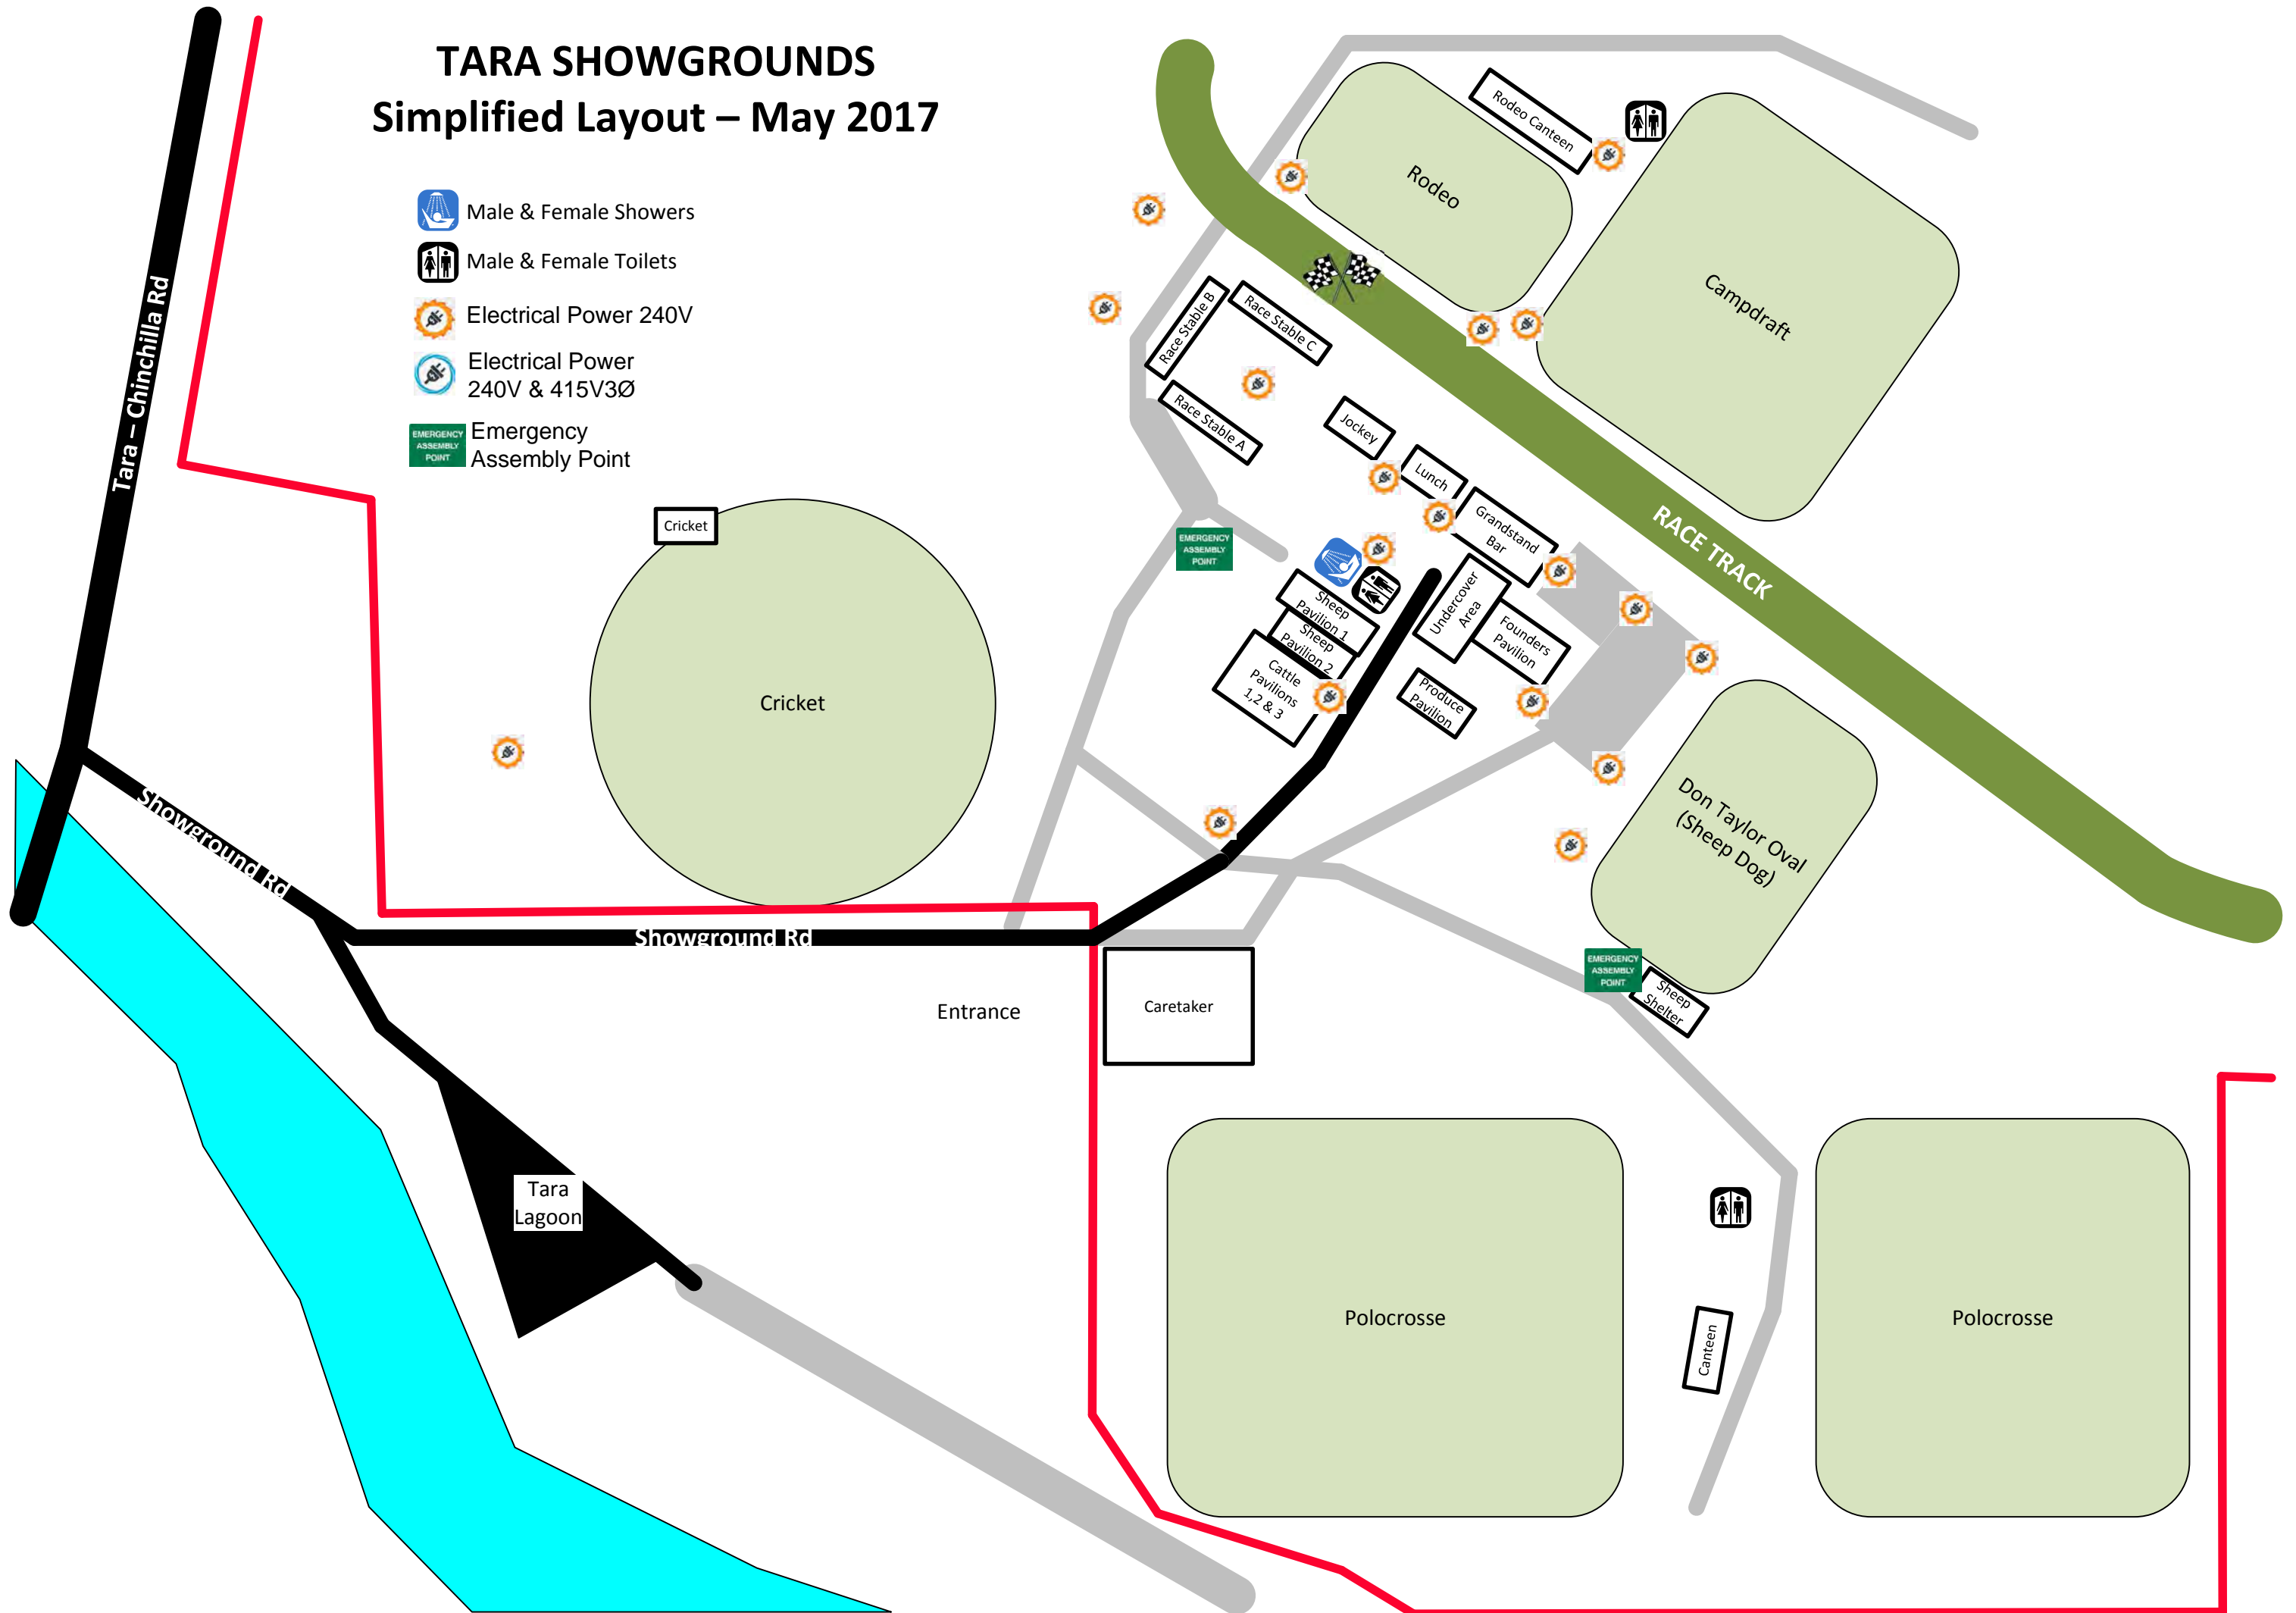 TARA SHOWGROUNDS
Simplified Layout – May 2017
Male & Female Showers
Male & Female Toilets
Electrical Power 240V
Electrical Power
240V & 415V3Ø
EMERGENCY
ASSEMBLY
POINT
Emergency
Assembly Point
Tara – Chinchilla Rd
Rodeo Canteen
Rodeo
Campdraft
Race Stable B
Race Stable C
Race Stable A
Jockey
Lunch
Grandstand
Bar
RACE TRACK
Cricket
EMERGENCY
ASSEMBLY
POINT
Sheep
Pavilion 1
Sheep
Pavilion 2
Cattle
Pavilions
1,2 & 3
Undercover
Area
Founders
Pavilion
Produce
Pavilion
Cricket
Don Taylor Oval
(Sheep Dog)
Showground Rd
Showground Rd
EMERGENCY
ASSEMBLY
POINT
Sheep
Shelter
Entrance
Caretaker
Tara
Lagoon
Polocrosse
Canteen
Polocrosse